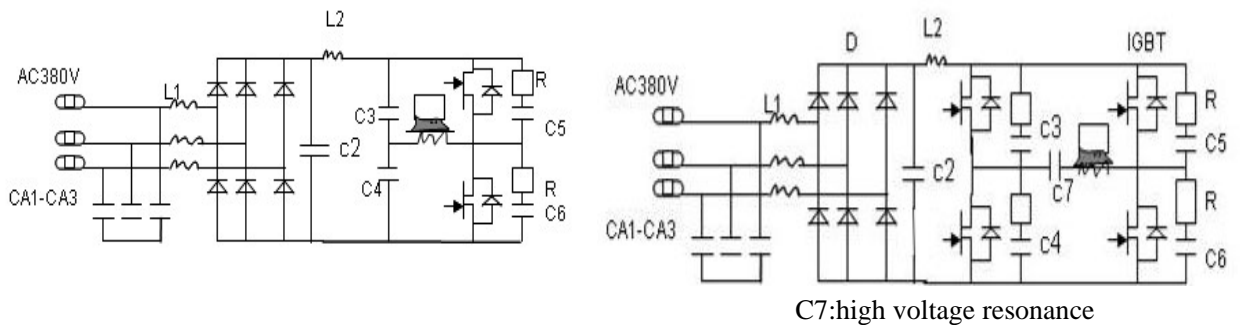 L2
AC380V
L1
R
C3
C5
c2
C4
R
CA1-CA3
C6
D
L2
IGBT
AC380V
L1
R
c3
C5
c2
C7
R
CA1-CA3
c4
C6
C7:high voltage resonance